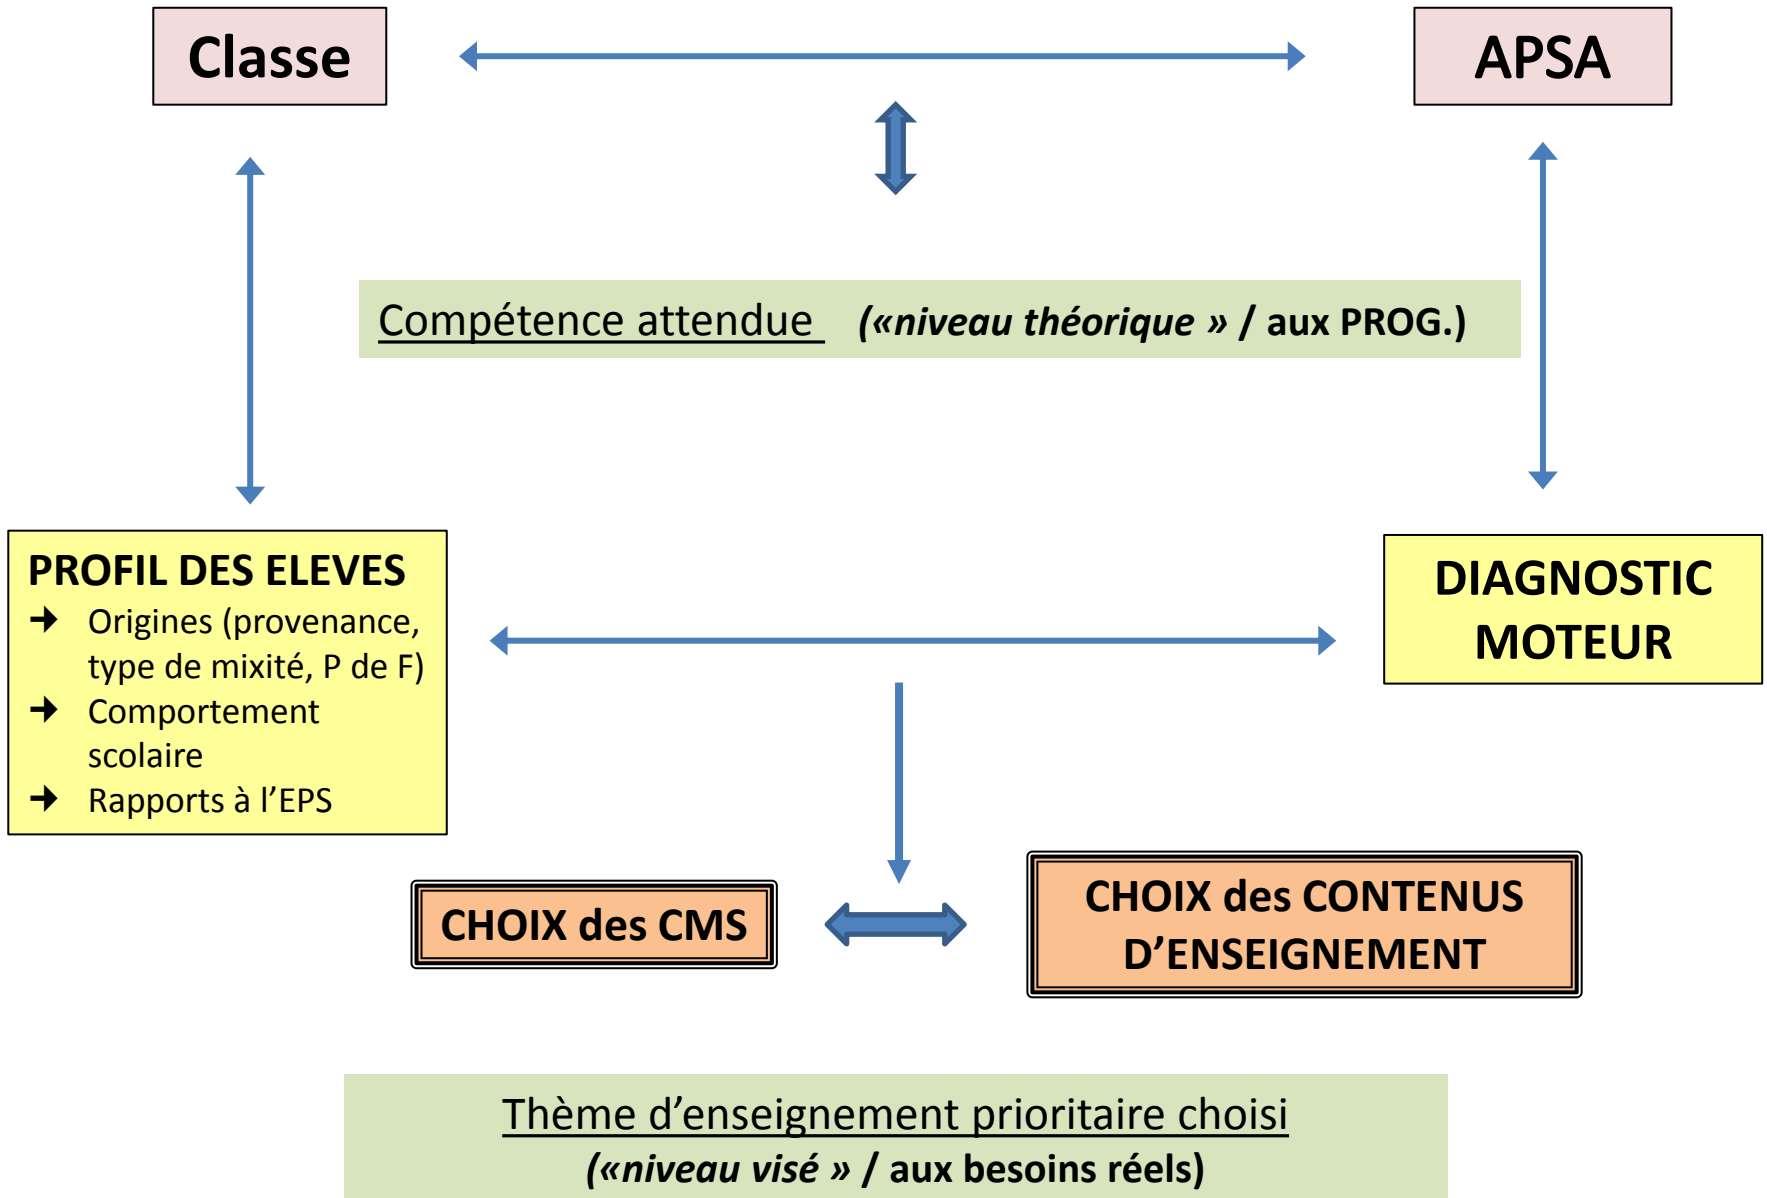 Classe
APSA
Compétence attendue («niveau théorique » / aux PROG.)
PROFIL DES ELEVES
➜ Origines (provenance,
type de mixité, P de F)
➜ Comportement
scolaire
➜ Rapports à l’EPS
DIAGNOSTIC
MOTEUR
CHOIX des CMS
CHOIX des CONTENUS
D’ENSEIGNEMENT
Thème d’enseignement prioritaire choisi
(«niveau visé » / aux besoins réels)